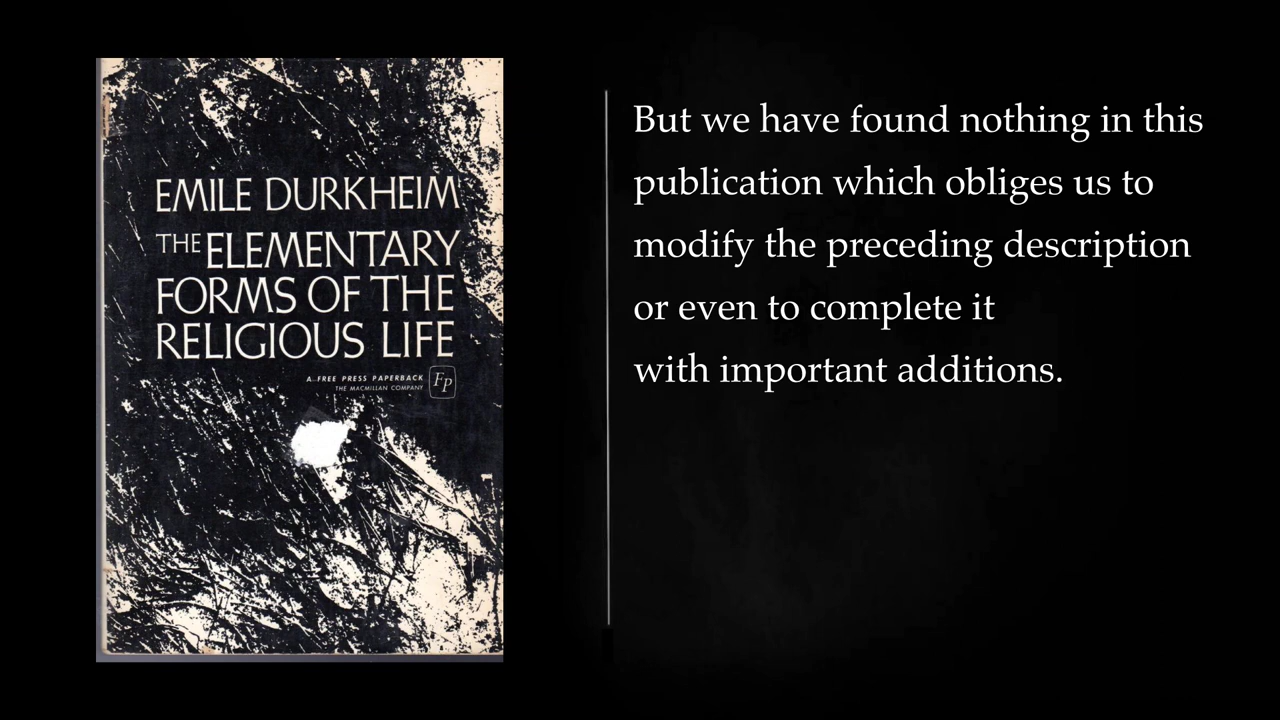 EMILE DURKHEIM
THE ELEMENTARY
FORMS OF THE
RELIGIOUS LIFE
A FREE PRESS PAPERBACK
THE MACMILLAN COMPANY
FP
But we have found nothing in this
publication which obliges us to
modify the preceding description
or even to complete it
with important additions.